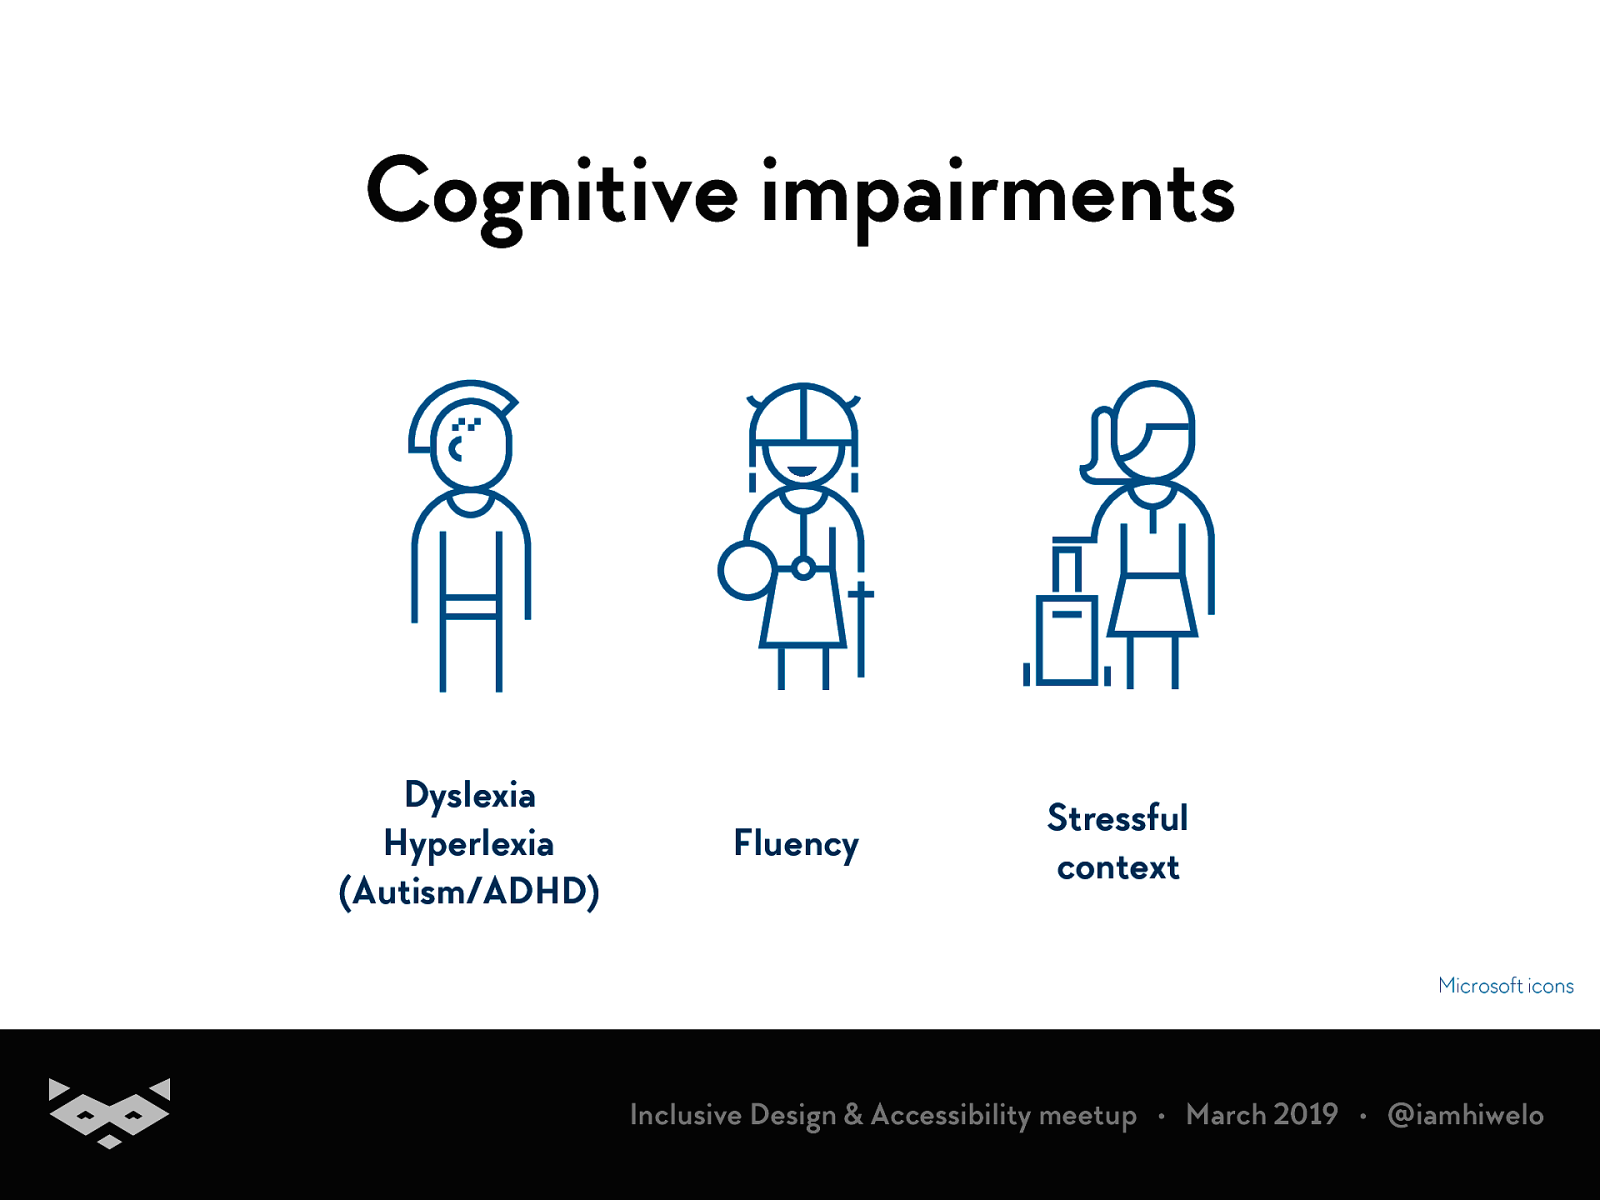 Cognitive impairments
Dyslexia
Hyperlexia
(Autism/ADHD)
Fluency
Stressful
context
Microsoft icons
Inclusive Design & Accessibility meetup • March 2019 • @iamhiwelo